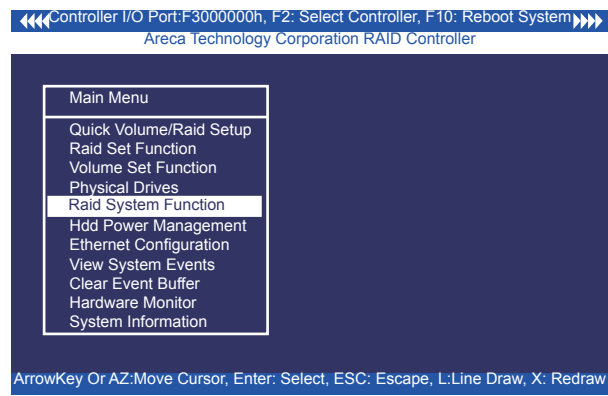 Controller I/O Port:F3000000h, F2: Select Controller, F10: Reboot System
Areca Technology Corporation RAID Controller
Main Menu
Quick Volume/Raid Setup
Raid Set Function
Volume Set Function
Physical Drives
Raid System Function
Hdd Power Management
Ethernet Configuration
View System Events
Clear Event Buffer
Hardware Monitor
System Information
ArrowKey Or AZ:Move Cursor, Enter: Select, ESC: Escape, L:Line Draw, X: Redraw